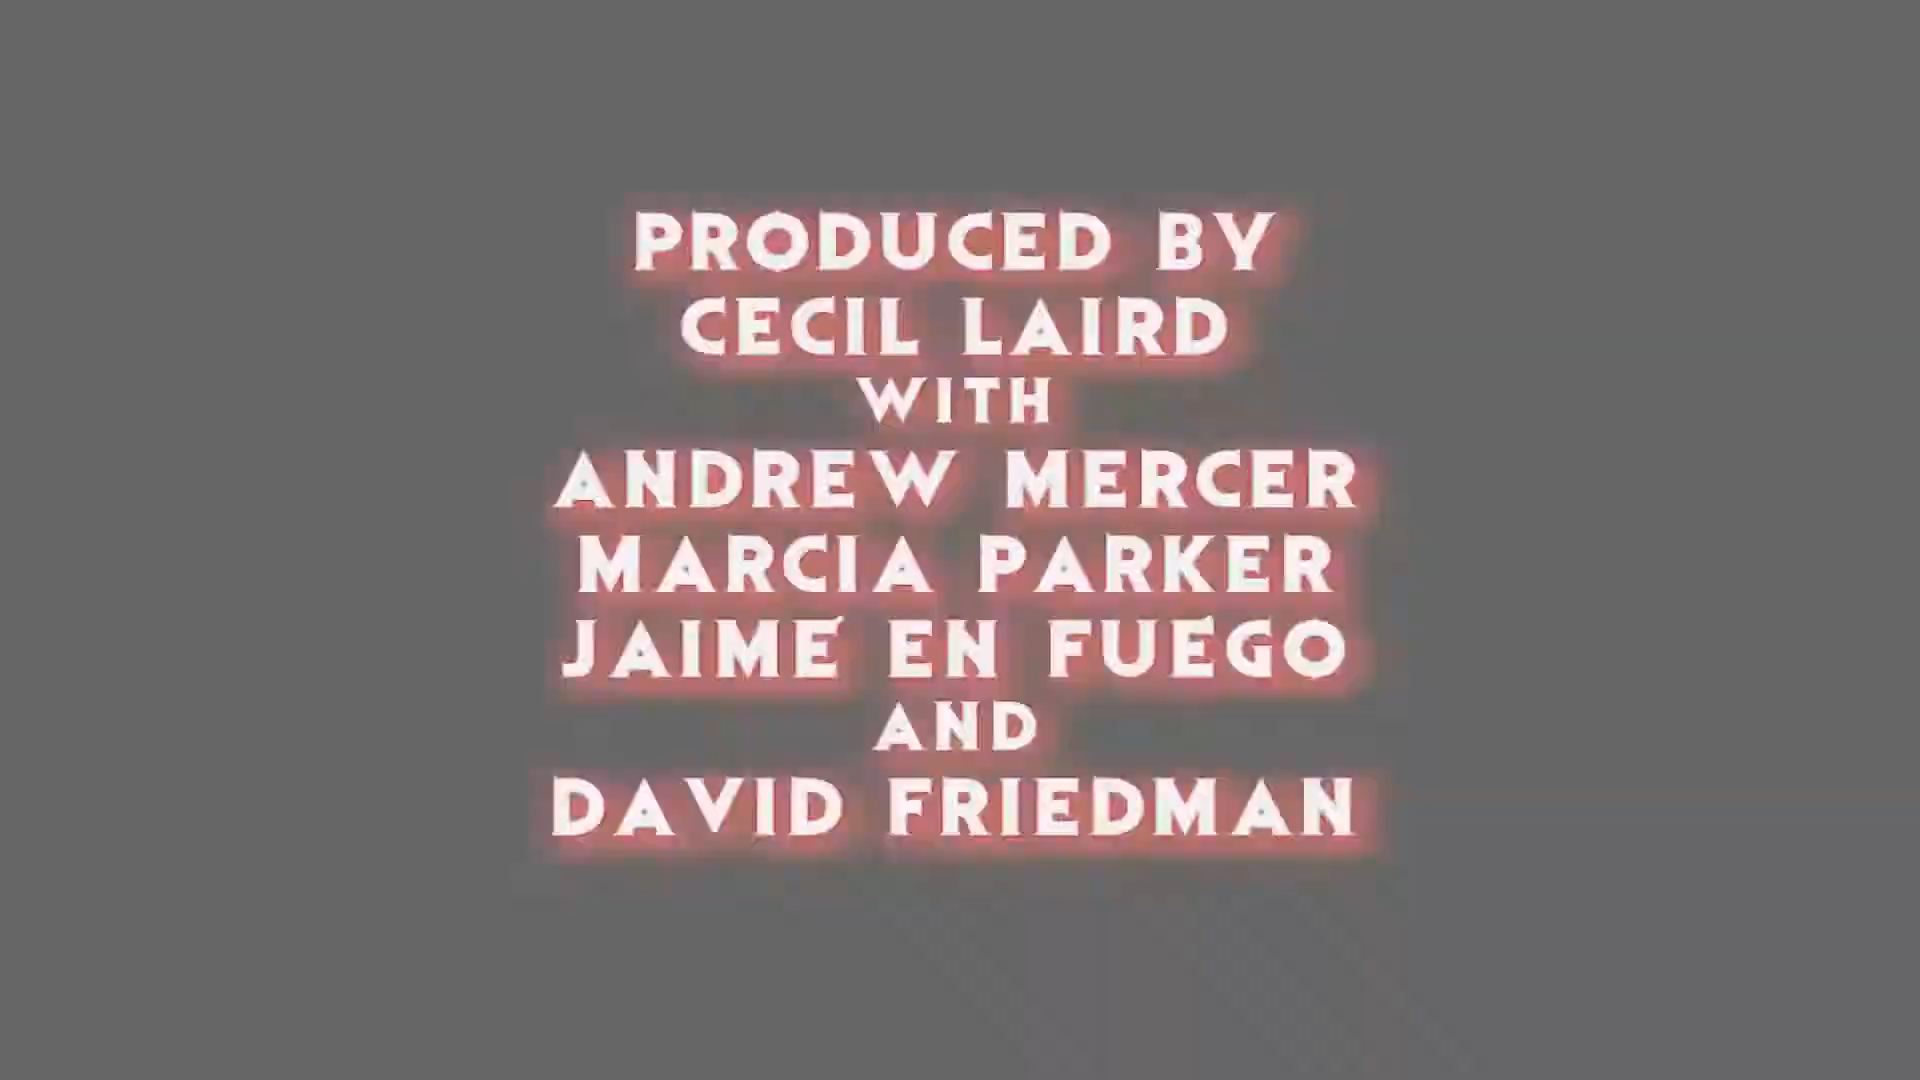 PRODUCED BY
CECIL LAIRD
WITH
ANDREW MERCER
MARCIA PARKER
JAIME EN FUEGO
AND
DAVID FRIEDMAN